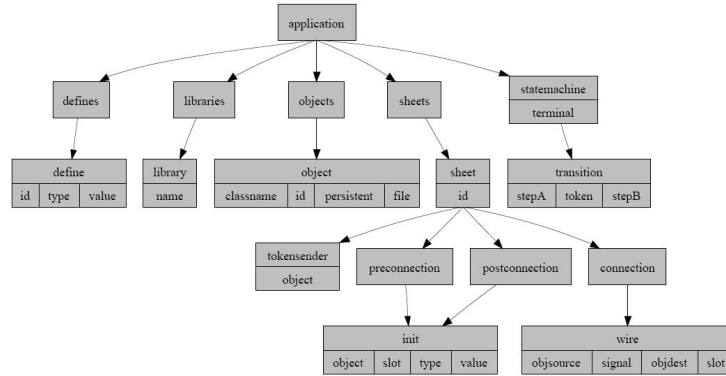 application
defines libraries objects sheets statemachine
terminal
define library object sheet transition
id type value name classname id persistent file id stepA token stepB
tokensender preconnection postconnection connection
object
init wire
object slot type value objsource signal objdest slot